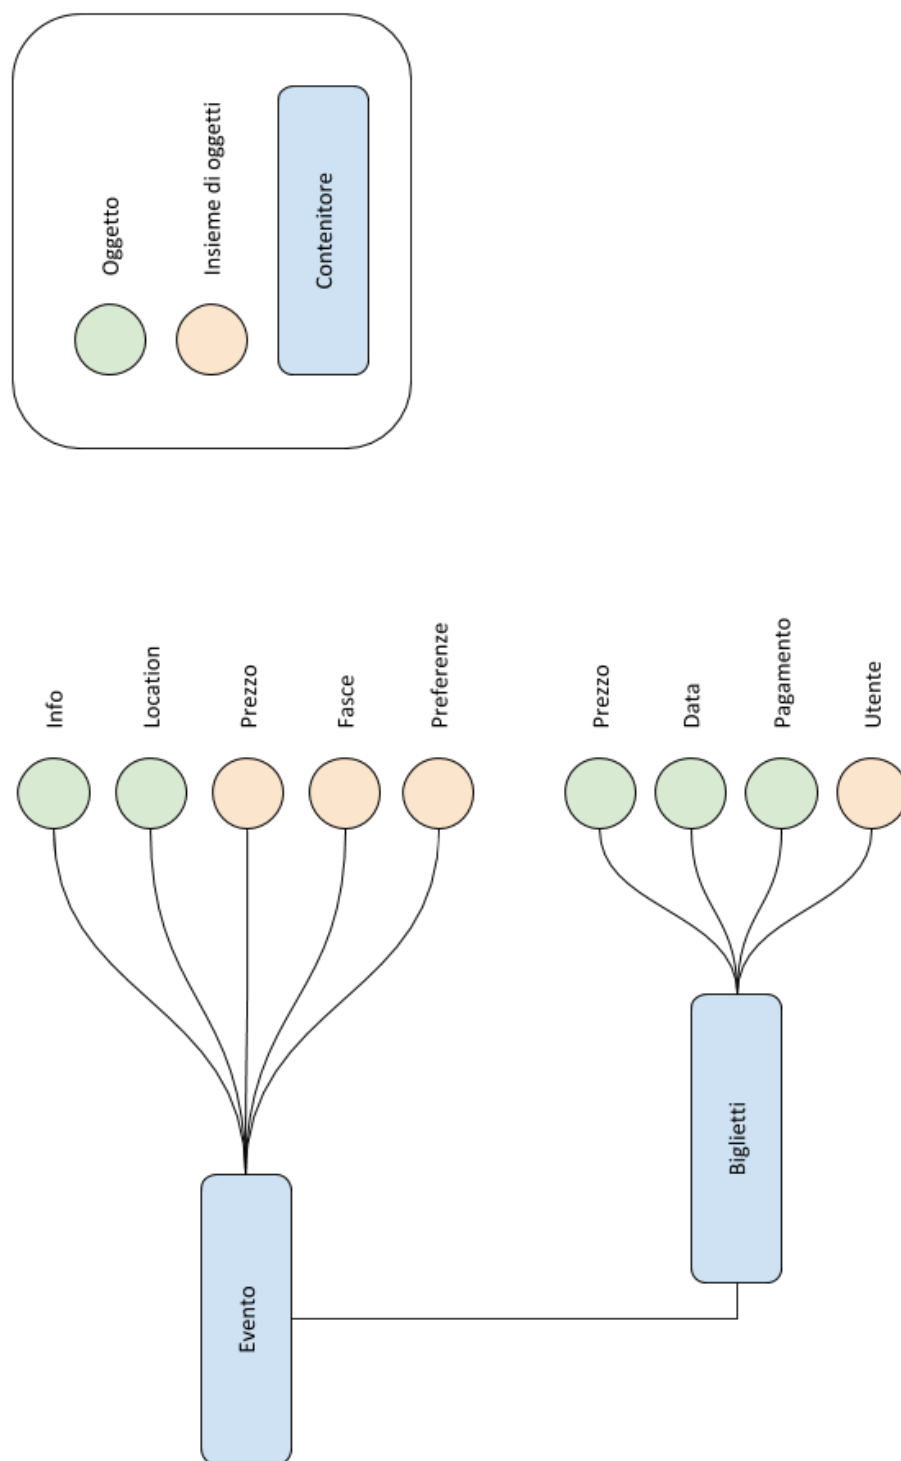 Oggetto
Insieme di oggetti
Contenitore
Info
Location
Prezzo
Fasce
Preferenze
Evento
Prezzo
Data
Pagamento
Utente
Biglietti